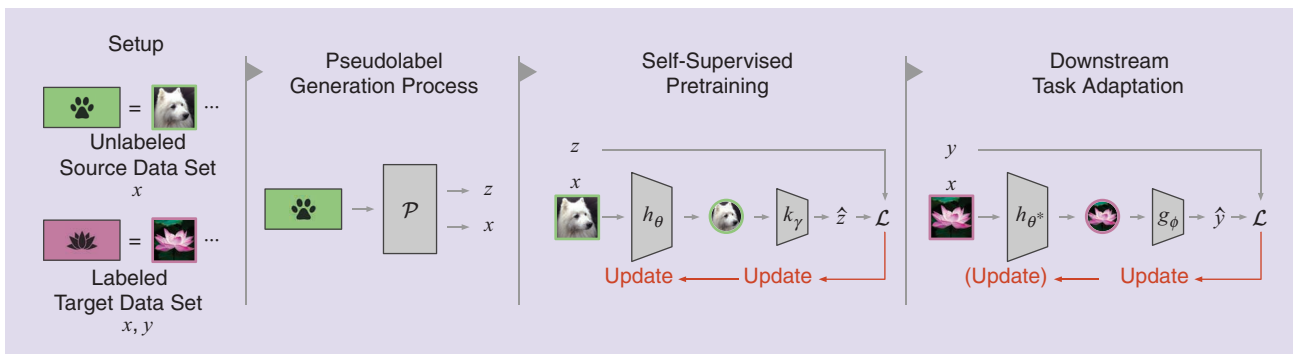 Setup
=
...
Unlabeled
Source Data Set
x
=
...
Labeled
Target Data Set
x, y
Pseudolabel
Generation Process
𝒫
z
x
Self-Supervised
Pretraining
z
x
h_θ
k_γ
ẑ
ℒ
Update
Update
Downstream
Task Adaptation
y
x
h_θ*
g_ϕ
ŷ
ℒ
(Update)
Update